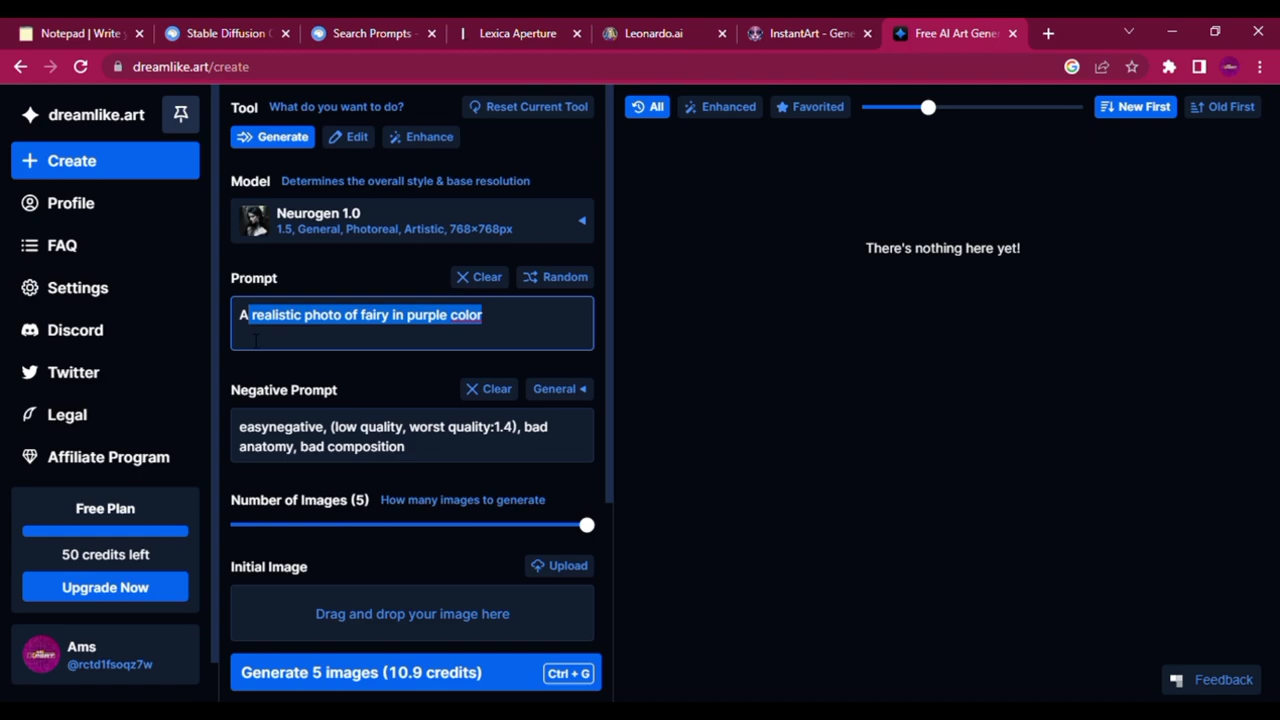 Notepad | Write
Stable Diffusion
Search Prompts -
Lexica Aperture
Leonardo.ai
InstantArt - Gene
Free AI Art Gene
dreamlike.art/create
dreamlike.art
Create
Profile
FAQ
Settings
Discord
Twitter
Legal
Affiliate Program
Free Plan
50 credits left
Upgrade Now
Ams
@rctd1fsoqz7w
Tool What do you want to do? Reset Current Tool
Generate Edit Enhance
Model Determines the overall style & base resolution
Neurogen 1.0
1.5, General, Photoreal, Artistic, 768×768px
Prompt Clear Random
A realistic photo of fairy in purple color
Negative Prompt Clear General
easynegative, (low quality, worst quality:1.4), bad
anatomy, bad composition
Number of Images (5) How many images to generate
Initial Image Upload
Drag and drop your image here
Generate 5 images (10.9 credits) Ctrl + G
All Enhanced Favorited New First Old First
There's nothing here yet!
Feedback